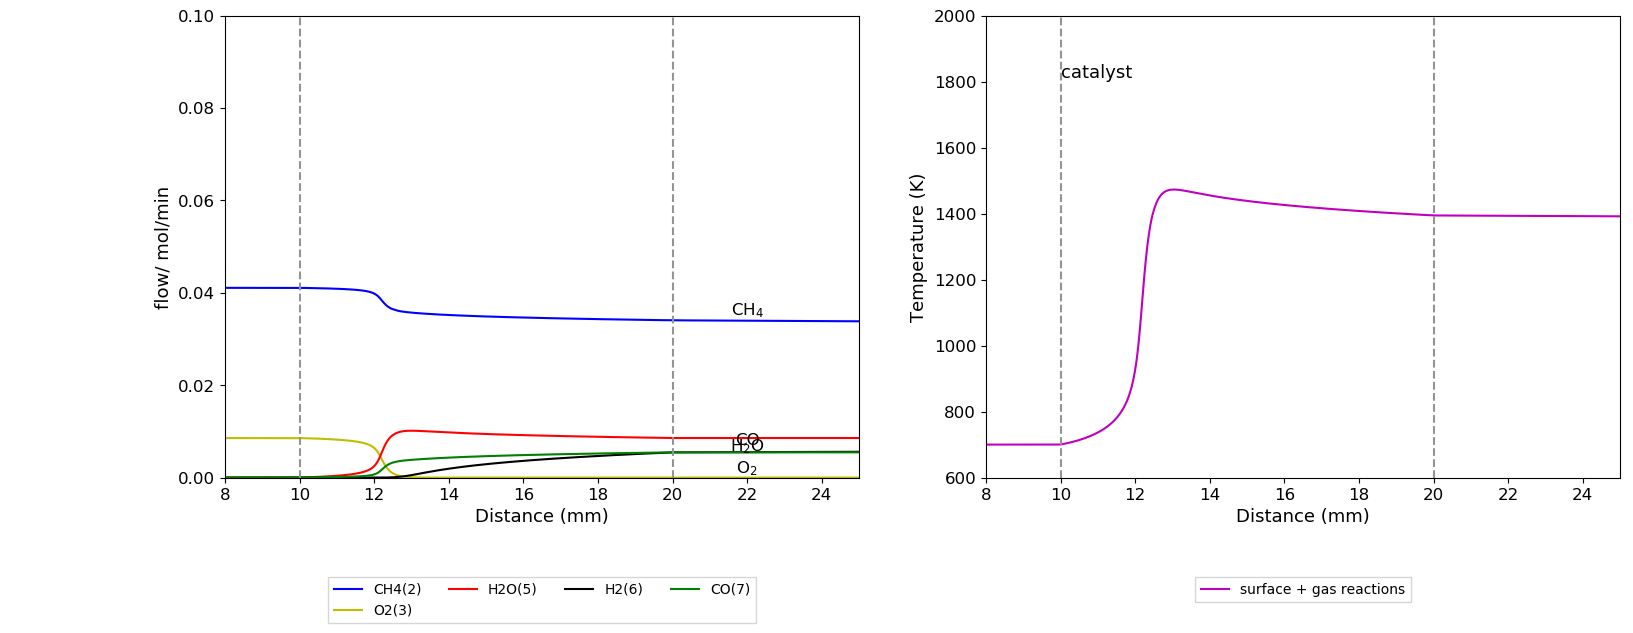 0.10
0.08
0.06
0.04
0.02
0.00
flow/ mol/min
CH₄
CO
H₂O
O₂
8 10 12 14 16 18 20 22 24
Distance (mm)
CH4(2) H2O(5) H2(6) CO(7)
O2(3)
2000
1800
1600
1400
1200
1000
800
600
Temperature (K)
catalyst
8 10 12 14 16 18 20 22 24
Distance (mm)
surface + gas reactions